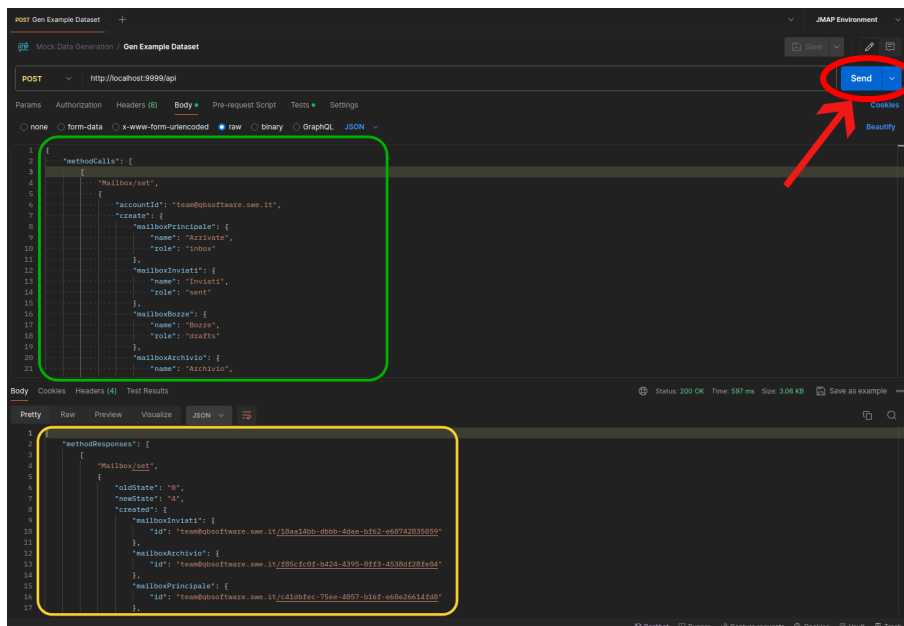 POST Gen Example Dataset + JMAP Environment
HTTP Mock Data Generation / Gen Example Dataset Save
POST http://localhost:9999/api Send
Params Authorization Headers (8) Body Pre-request Script Tests Settings Cookies
none form-data x-www-form-urlencoded raw binary GraphQL JSON Beautify
1 {
2 "methodCalls": [
3 [
4 "Mailbox/set",
5 {
6 "accountId": "team@qbsoftware.swe.it",
7 "create": {
8 "mailboxPrincipale": {
9 "name": "Arrivate",
10 "role": "inbox"
11 },
12 "mailboxInviati": {
13 "name": "Inviati",
14 "role": "sent"
15 },
16 "mailboxBozze": {
17 "name": "Bozze",
18 "role": "drafts"
19 },
20 "mailboxArchivio": {
21 "name": "Archivio",
Body Cookies Headers (4) Test Results Status: 200 OK Time: 597 ms Size: 3.06 KB Save as example
Pretty Raw Preview Visualize JSON
1 {
2 "methodResponses": [
3 [
4 "Mailbox/set",
5 {
6 "oldState": "0",
7 "newState": "4",
8 "created": {
9 "mailboxInviati": {
10 "id": "team@qbsoftware.swe.it/18aa14bb-dbbb-4dae-bf62-e60742835059"
11 },
12 "mailboxArchivio": {
13 "id": "team@qbsoftware.swe.it/f85cfc0f-b424-4395-8ff3-4538df28fe04"
14 },
15 "mailboxPrincipale": {
16 "id": "team@qbsoftware.swe.it/c41dbfec-75ee-4057-b16f-e68e26614fd8"
17 },